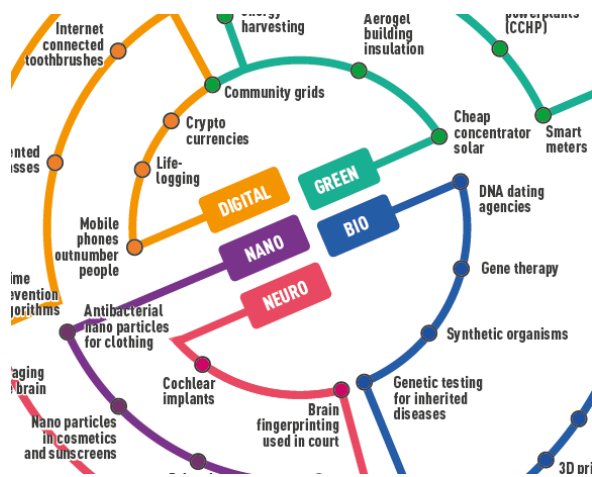 Internet
connected
toothbrushes
harvesting
Aerogel
building
insulation
(CCHP)
Community grids
Crypto
currencies
Life-
logging
Mobile
phones
outnumber
people
Cheap
concentrator
solar
Smart
meters
DIGITAL
GREEN
NANO
BIO
NEURO
DNA dating
agencies
Gene therapy
Synthetic organisms
Genetic testing
for inherited
diseases
Antibacterial
nano particles
for clothing
Cochlear
implants
Brain
fingerprinting
used in court
Nano particles
in cosmetics
and sunscreens
brain
3D